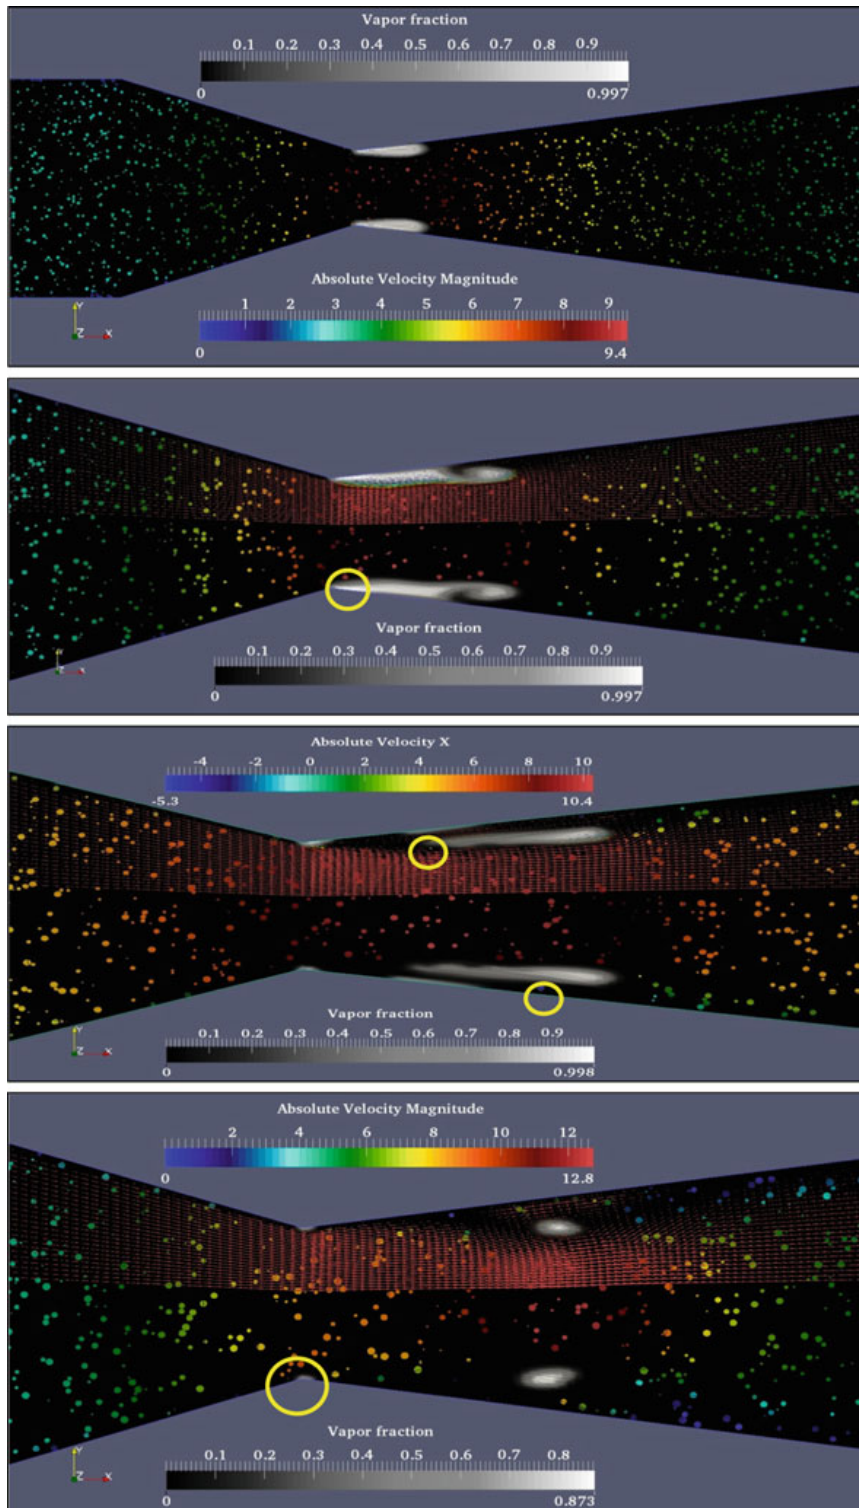 Vapor fraction
0.1 0.2 0.3 0.4 0.5 0.6 0.7 0.8 0.9
0 0.997
Absolute Velocity Magnitude
1 2 3 4 5 6 7 8 9
0 9.4
Y
Z X
Vapor fraction
0.1 0.2 0.3 0.4 0.5 0.6 0.7 0.8 0.9
0 0.997
Absolute Velocity X
-4 -2 0 2 4 6 8 10
-5.3 10.4
Vapor fraction
0.1 0.2 0.3 0.4 0.5 0.6 0.7 0.8 0.9
0 0.998
Y
Z X
Absolute Velocity Magnitude
2 4 6 8 10 12
0 12.8
Vapor fraction
0.1 0.2 0.3 0.4 0.5 0.6 0.7 0.8
0 0.873
Y
Z X